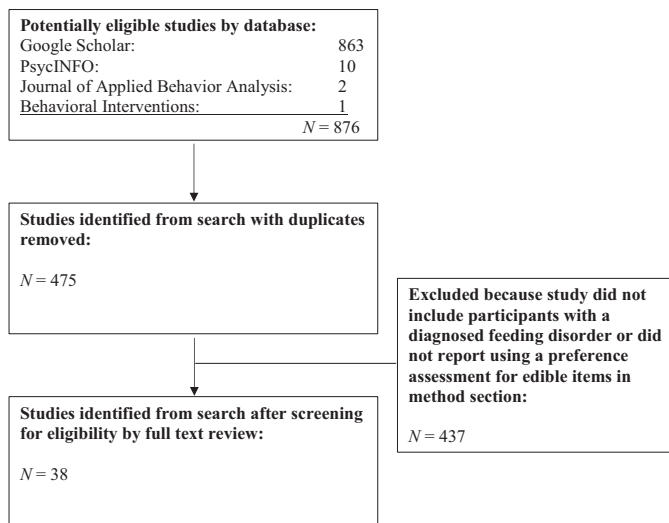 Potentially eligible studies by database:
Google Scholar: 863
PsycINFO: 10
Journal of Applied Behavior Analysis: 2
Behavioral Interventions: 1
N = 876
Studies identified from search with duplicates
removed:
N = 475
Excluded because study did not
include participants with a
diagnosed feeding disorder or did
not report using a preference
assessment for edible items in
method section:
N = 437
Studies identified from search after screening
for eligibility by full text review:
N = 38